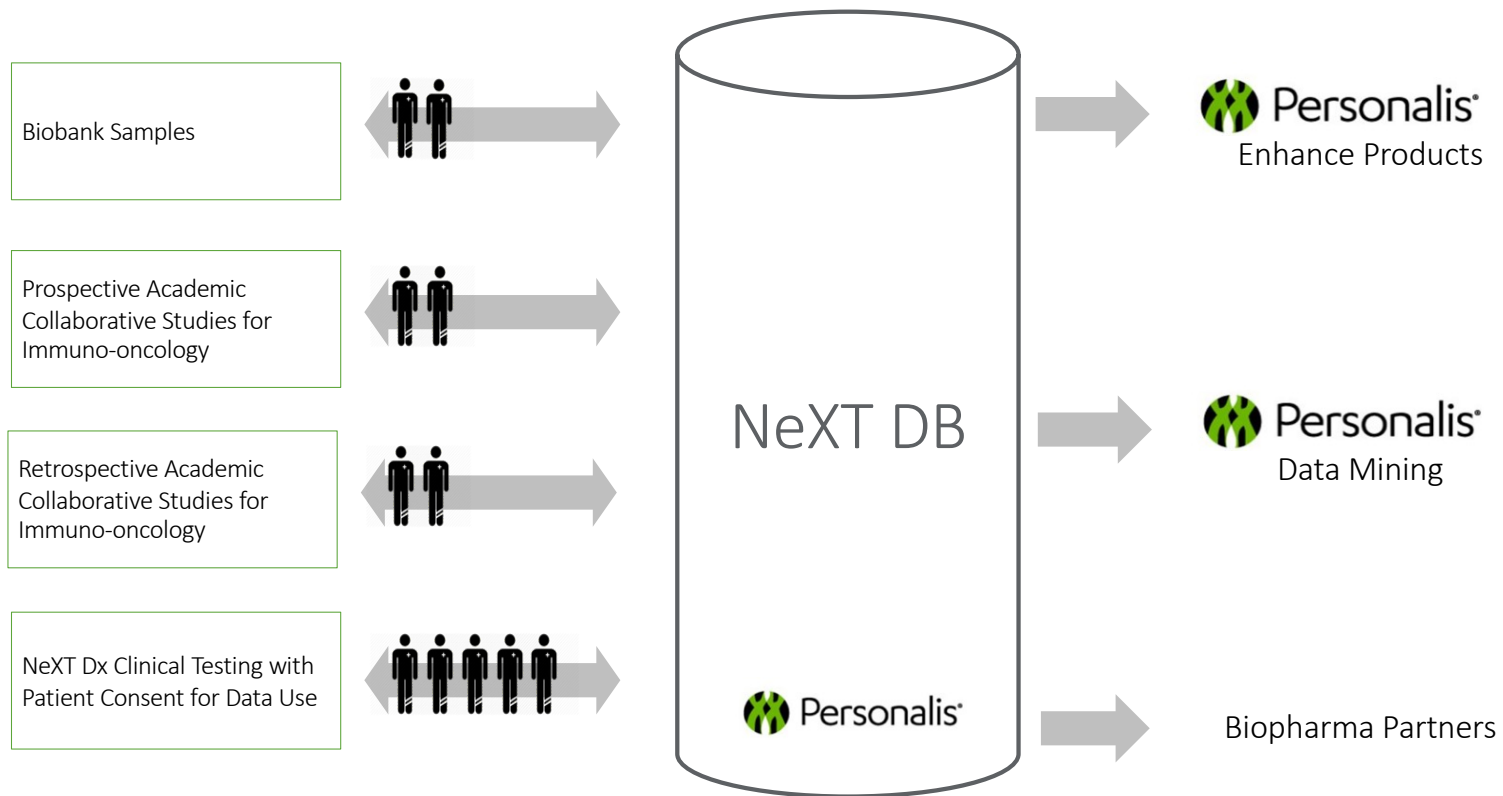 Biobank Samples
Prospective Academic
Collaborative Studies for
Immuno-oncology
Retrospective Academic
Collaborative Studies for
Immuno-oncology
NeXT Dx Clinical Testing with
Patient Consent for Data Use
NeXT DB
Personalis®
Personalis®
Enhance Products
Personalis®
Data Mining
Biopharma Partners